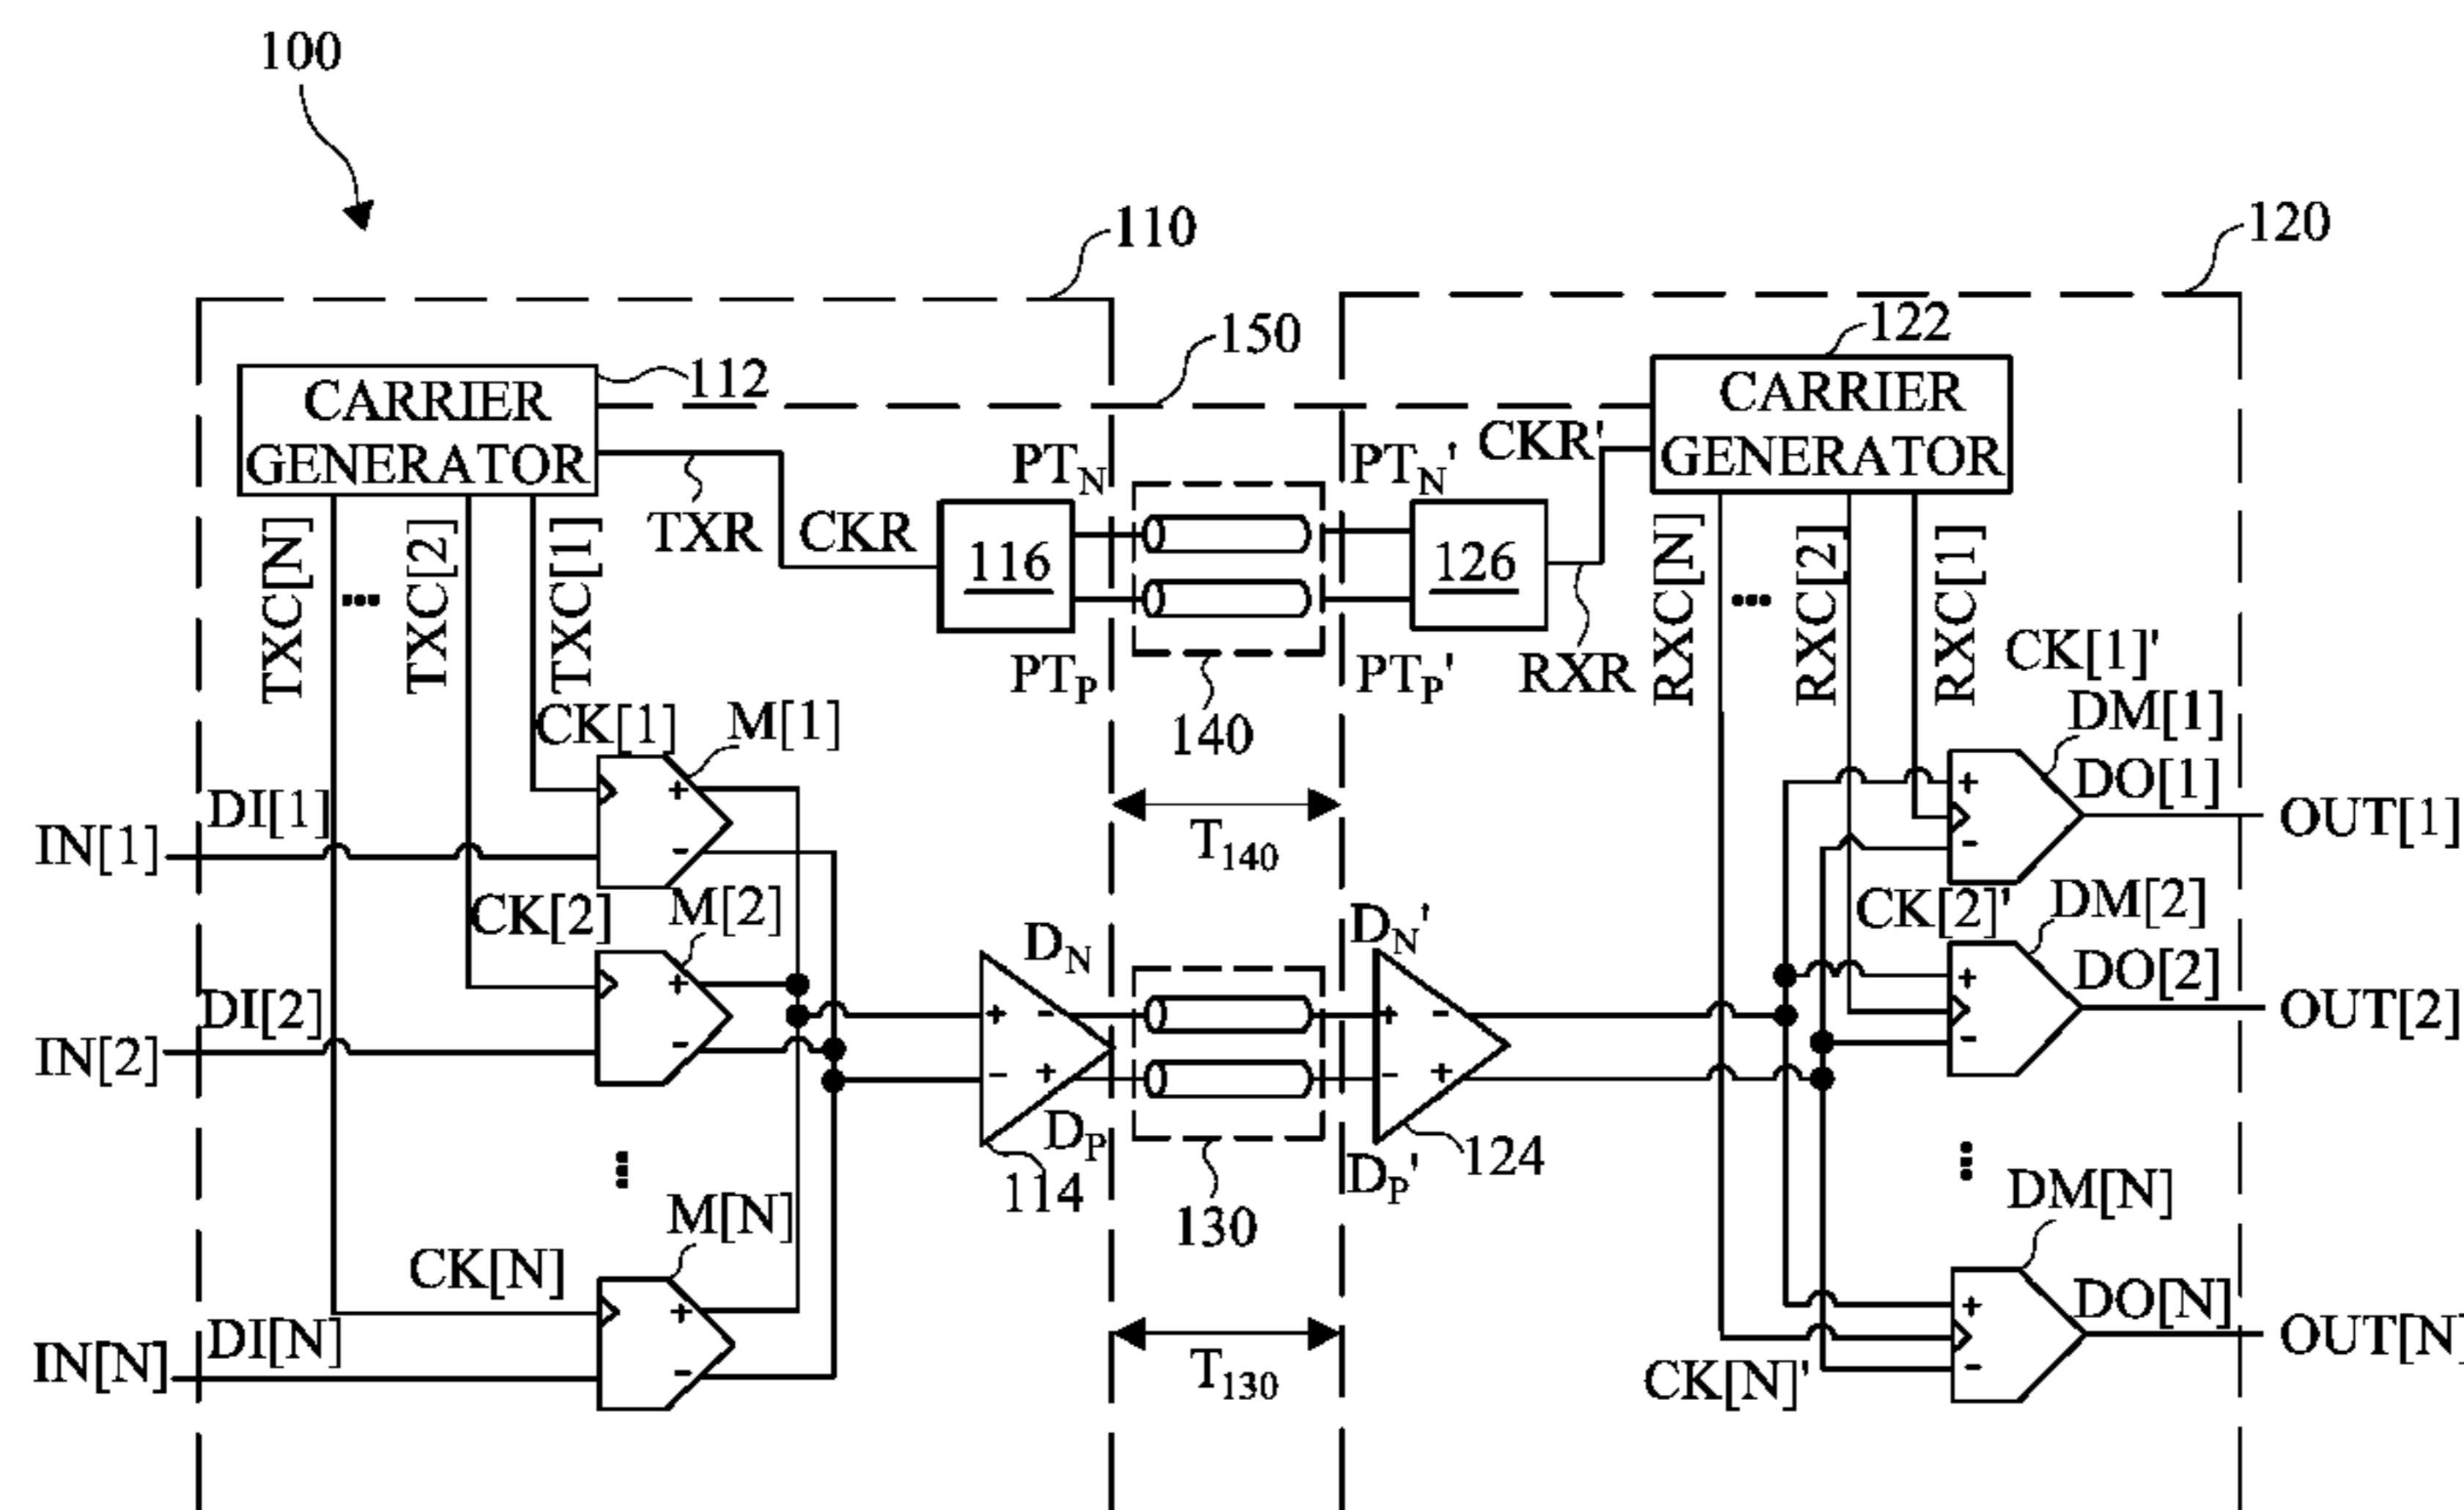 100
110
120
150
122
112
CARRIER
GENERATOR
CARRIER
GENERATOR
TXR
CKR
PT_N
PT_N'
CKR'
116
126
PT_P
PT_P'
RXR
140
TXC[N]
...
TXC[2]
TXC[1]
RXC[N]
...
RXC[2]
RXC[1]
CK[1]'
CK[1]
M[1]
DM[1]
DI[1]
IN[1]
+
-
T_140
+
-
DO[1]
OUT[1]
CK[2]
M[2]
CK[2]'
DM[2]
DI[2]
IN[2]
+
-
D_N
D_N'
+
-
DO[2]
OUT[2]
+
-
-
+
+
-
-
+
D_P
D_P'
114
130
124
...
...
M[N]
DM[N]
CK[N]
DI[N]
IN[N]
+
-
T_130
CK[N]'
+
-
DO[N]
OUT[N]